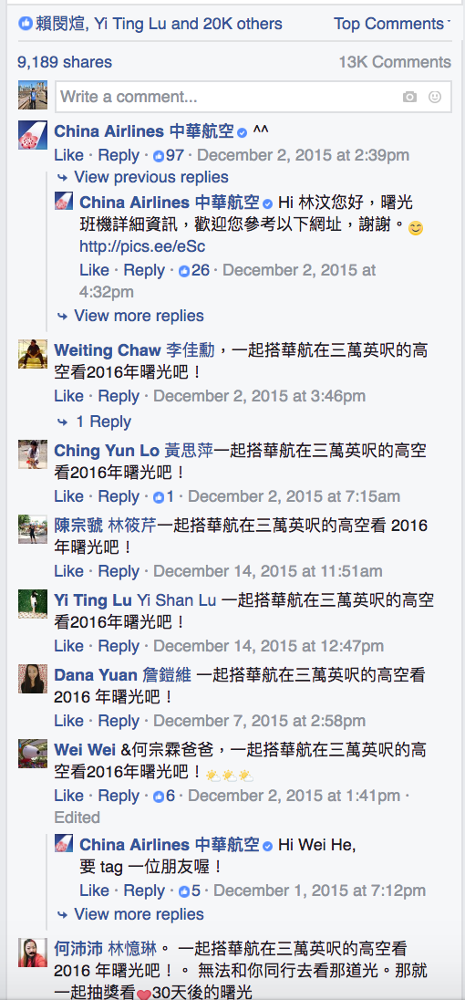 賴閔煊, Yi Ting Lu and 20K others Top Comments
9,189 shares 13K Comments
Write a comment...
China Airlines 中華航空 ^^
Like · Reply · 97 · December 2, 2015 at 2:39pm
View previous replies
China Airlines 中華航空 Hi 林汶您好，曙光
班機詳細資訊，歡迎您參考以下網址，謝謝。😊
http://pics.ee/eSc
Like · Reply · 26 · December 2, 2015 at
4:32pm
View more replies
Weiting Chaw 李佳勳，一起搭華航在三萬英呎的高
空看2016年曙光吧！
Like · Reply · December 2, 2015 at 3:46pm
1 Reply
Ching Yun Lo 黃思萍一起搭華航在三萬英呎的高空
看2016年曙光吧！
Like · Reply · 1 · December 2, 2015 at 7:15am
陳宗號 林筱芹一起搭華航在三萬英呎的高空看 2016
年曙光吧！
Like · Reply · December 14, 2015 at 11:51am
Yi Ting Lu Yi Shan Lu 一起搭華航在三萬英呎的高空
看2016年曙光吧！
Like · Reply · December 14, 2015 at 12:47pm
Dana Yuan 詹鎧維 一起搭華航在三萬英呎的高空看
2016 年曙光吧！
Like · Reply · December 7, 2015 at 2:58pm
Wei Wei &何宗霖爸爸，一起搭華航在三萬英呎的高
空看2016年曙光吧！⛅⛅⛅
Like · Reply · 6 · December 2, 2015 at 1:41pm ·
Edited
China Airlines 中華航空 Hi Wei He,
要 tag 一位朋友喔！
Like · Reply · 5 · December 1, 2015 at 7:12pm
View more replies
何沛沛 林憶琳。 一起搭華航在三萬英呎的高空看
2016 年曙光吧！。 無法和你同行去看那道光。那就
一起抽獎看❤30天後的曙光